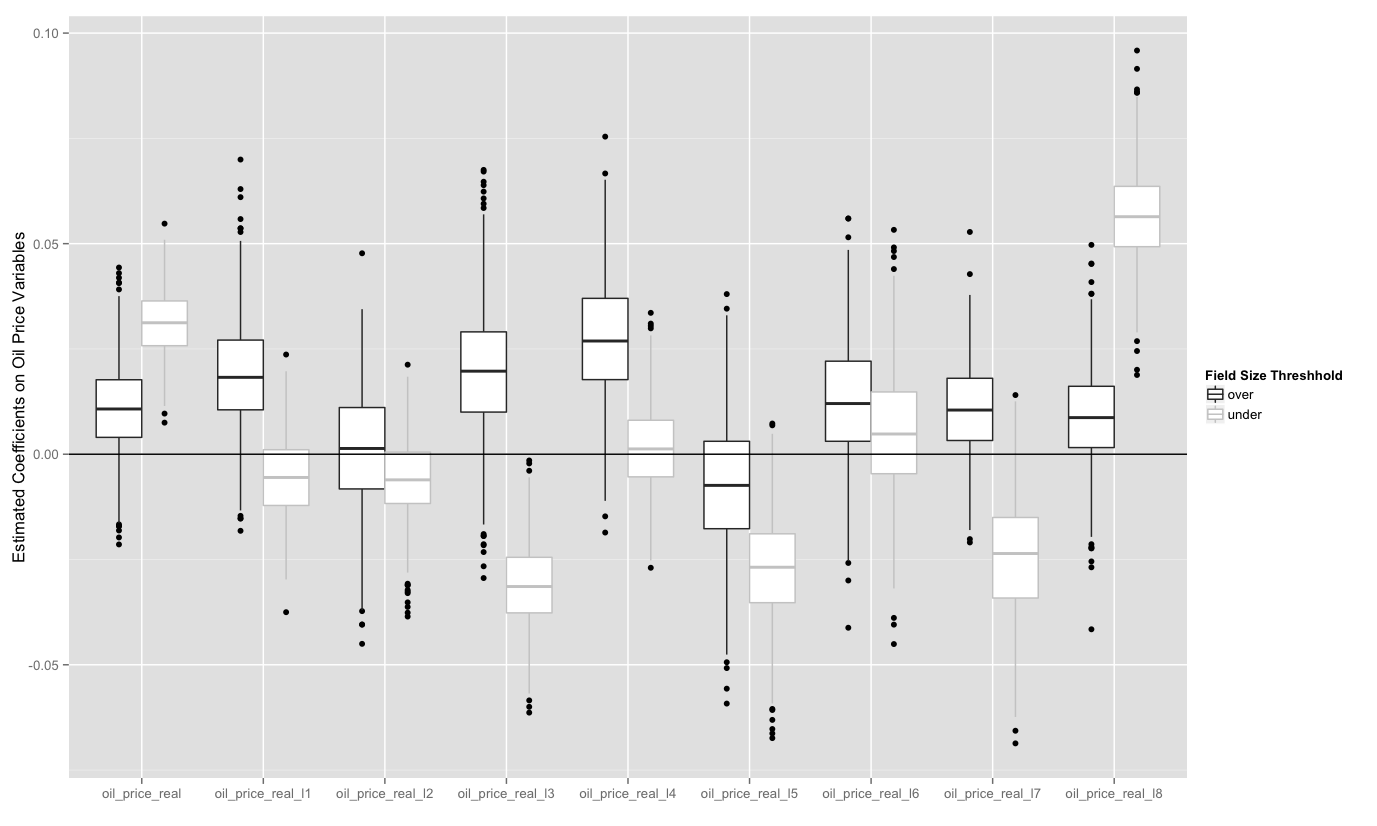 Estimated Coefficients on Oil Price Variables
0.10
0.05
0.00
-0.05
oil_price_real
oil_price_real_l1
oil_price_real_l2
oil_price_real_l3
oil_price_real_l4
oil_price_real_l5
oil_price_real_l6
oil_price_real_l7
oil_price_real_l8
Field Size Threshhold
over
under